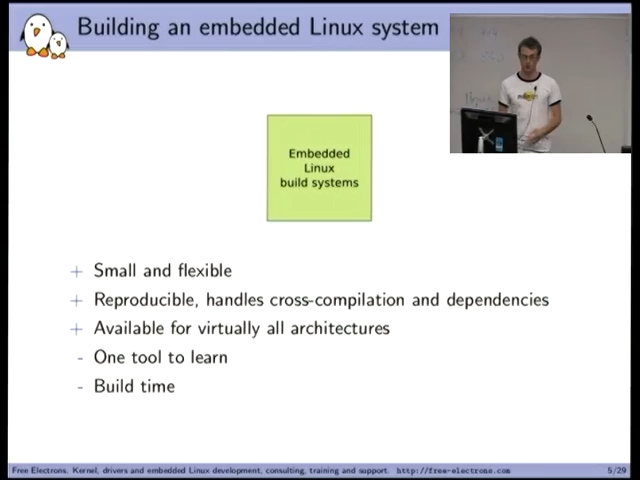 Building an embedded Linux system
Embedded
Linux
build systems
+ Small and flexible
+ Reproducible, handles cross-compilation and dependencies
+ Available for virtually all architectures
- One tool to learn
- Build time
Free Electrons. Kernel, drivers and embedded Linux development, consulting, training and support. http://free-electrons.com
5/29